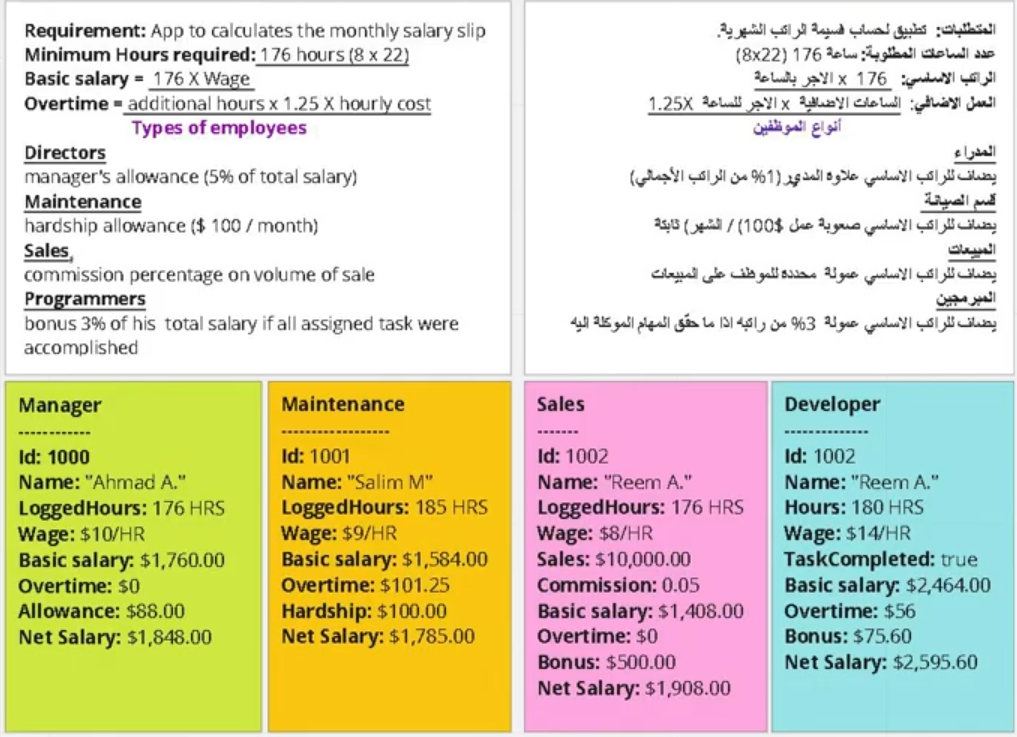 Requirement: App to calculates the monthly salary slip
Minimum Hours required: 176 hours (8 x 22)
Basic salary = 176 X Wage
Overtime = additional hours x 1.25 X hourly cost
Types of employees
Directors
manager's allowance (5% of total salary)
Maintenance
hardship allowance ($ 100 / month)
Sales,
commission percentage on volume of sale
Programmers
bonus 3% of his total salary if all assigned task were
accomplished
المتطلبات: تطبيق لحساب قسيمة الراتب الشهرية.
عدد الساعات المطلوبة: ساعة 176 (8x22)
الراتب الاساسي: 176 x الاجر بالساعة
العمل الاضافي: الساعات الاضافية x الاجر للساعة 1.25X
أنواع الموظفين
المدراء
يضاف للراتب الاساسي علاوة المدير (1% من الراتب الأجمالي)
قسم الصيانة
يضاف للراتب الاساسي صعوبة عمل $100) / الشهر) ثابتة
المبيعات
يضاف للراتب الاساسي عمولة محددة للموظف على المبيعات
المبرمجين
يضاف للراتب الاساسي عمولة 3% من راتبه اذا ما حقّق المهام الموكلة اليه
Manager
------------
Id: 1000
Name: "Ahmad A."
LoggedHours: 176 HRS
Wage: $10/HR
Basic salary: $1,760.00
Overtime: $0
Allowance: $88.00
Net Salary: $1,848.00
Maintenance
------------------
Id: 1001
Name: "Salim M"
LoggedHours: 185 HRS
Wage: $9/HR
Basic salary: $1,584.00
Overtime: $101.25
Hardship: $100.00
Net Salary: $1,785.00
Sales
-------
Id: 1002
Name: "Reem A."
LoggedHours: 176 HRS
Wage: $8/HR
Sales: $10,000.00
Commission: 0.05
Basic salary: $1,408.00
Overtime: $0
Bonus: $500.00
Net Salary: $1,908.00
Developer
--------------
Id: 1002
Name: "Reem A."
Hours: 180 HRS
Wage: $14/HR
TaskCompleted: true
Basic salary: $2,464.00
Overtime: $56
Bonus: $75.60
Net Salary: $2,595.60